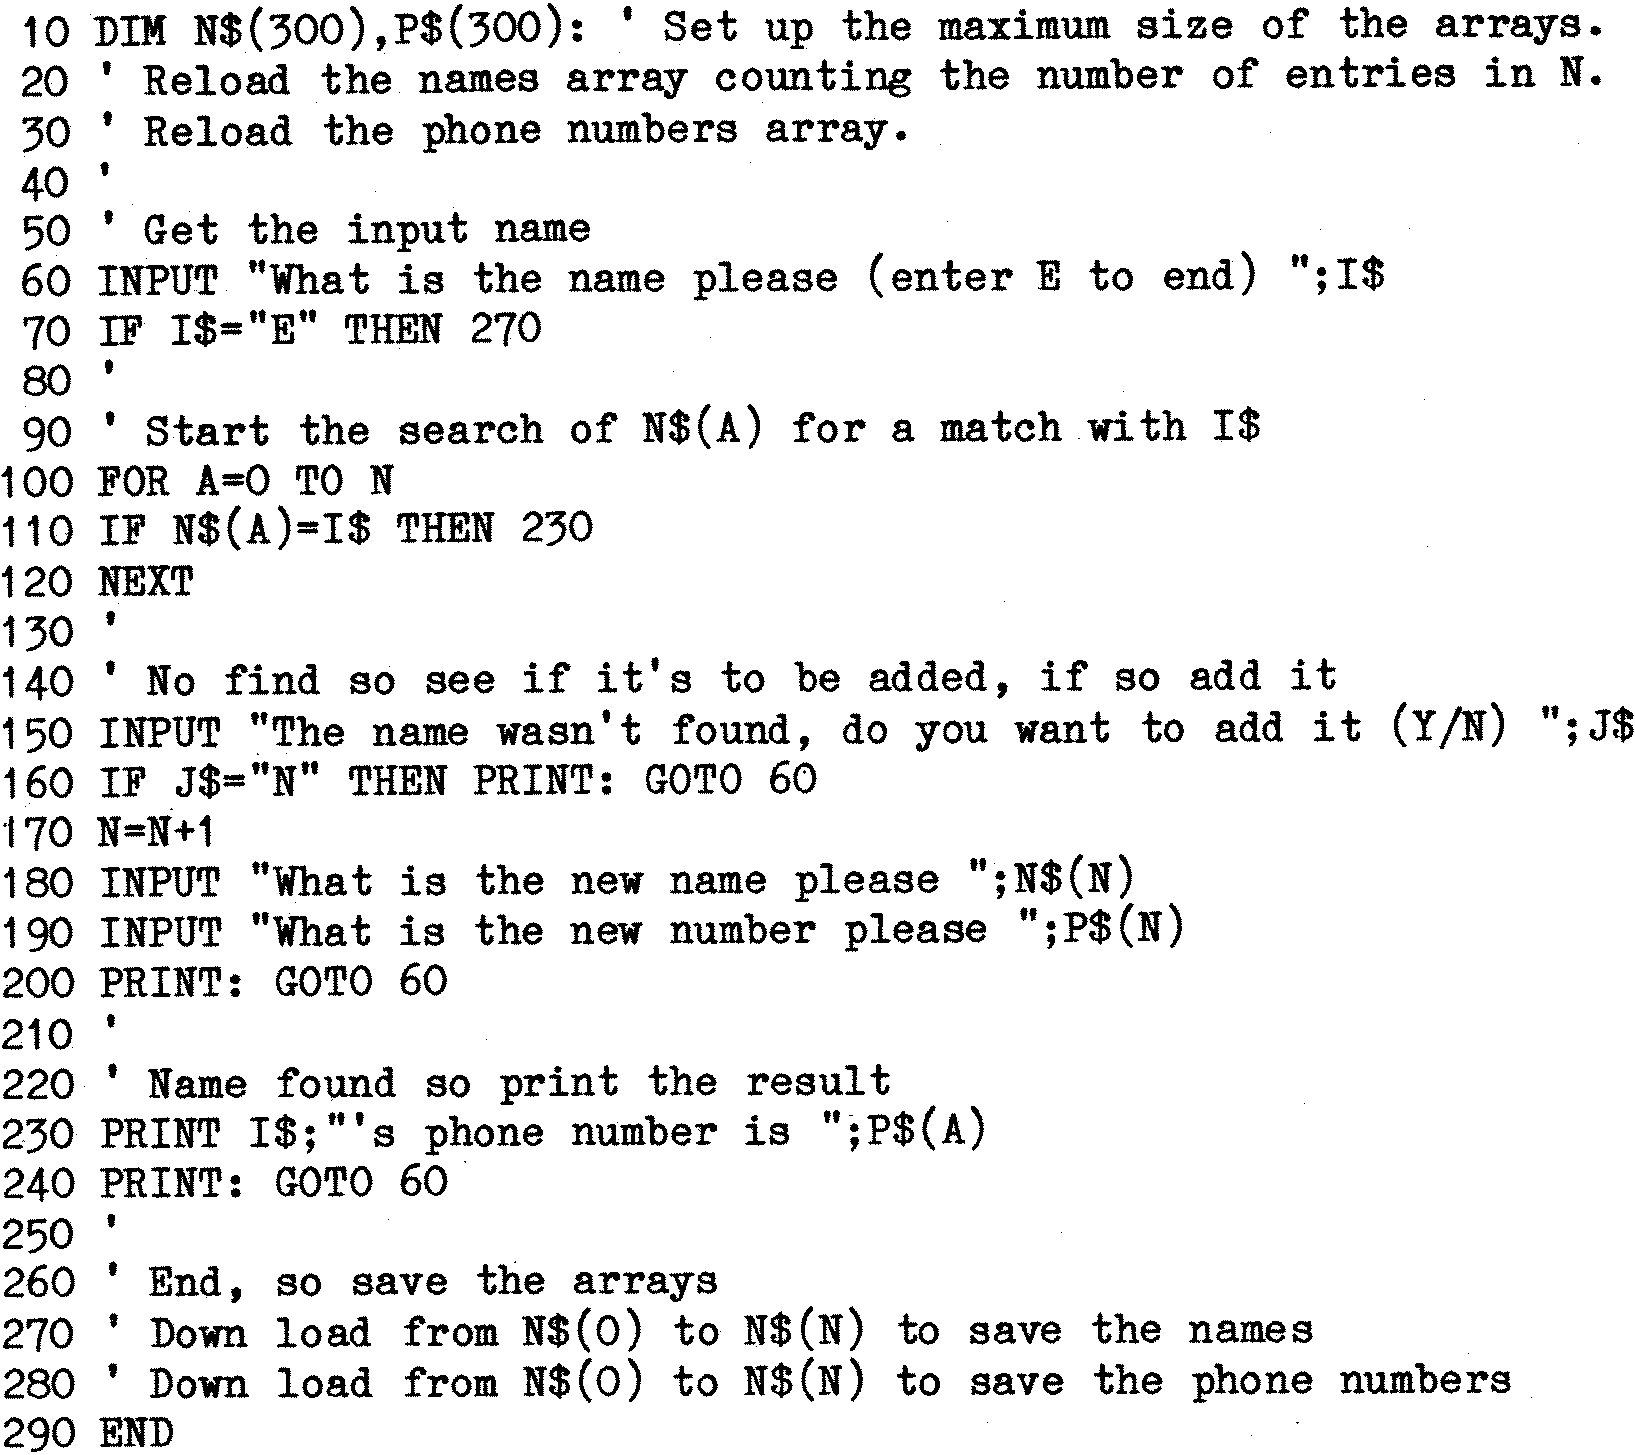 10 DIM N$(300),P$(300): ' Set up the maximum size of the arrays.
20 ' Reload the names array counting the number of entries in N.
30 ' Reload the phone numbers array.
40 '
50 ' Get the input name
60 INPUT "What is the name please (enter E to end) ";I$
70 IF I$="E" THEN 270
80 '
90 ' Start the search of N$(A) for a match with I$
100 FOR A=0 TO N
110 IF N$(A)=I$ THEN 230
120 NEXT
130 '
140 ' No find so see if it's to be added, if so add it
150 INPUT "The name wasn't found, do you want to add it (Y/N) ";J$
160 IF J$="N" THEN PRINT: GOTO 60
170 N=N+1
180 INPUT "What is the new name please ";N$(N)
190 INPUT "What is the new number please ";P$(N)
200 PRINT: GOTO 60
210 '
220 ' Name found so print the result
230 PRINT I$;"'s phone number is ";P$(A)
240 PRINT: GOTO 60
250 '
260 ' End, so save the arrays
270 ' Down load from N$(0) to N$(N) to save the names
280 ' Down load from N$(0) to N$(N) to save the phone numbers
290 END